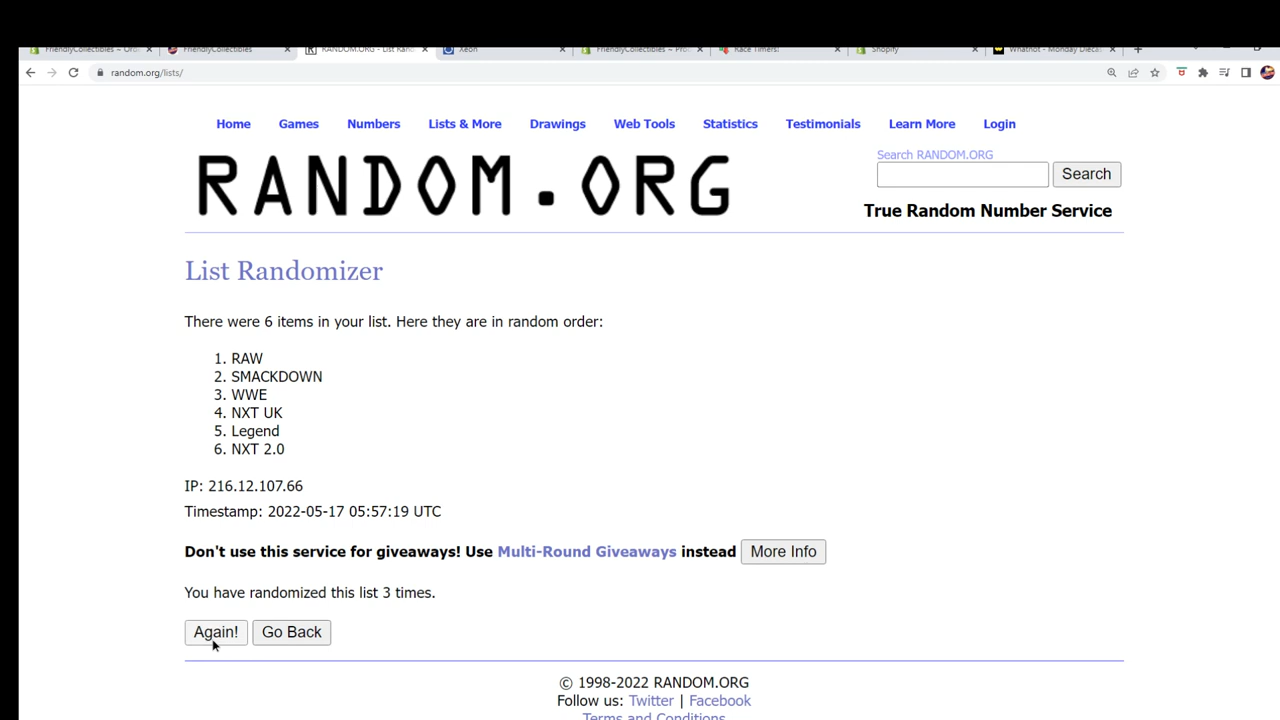 FriendlyCollectibles ~ Ord
FriendlyCollectibles
RANDOM.ORG - List Ran
Xeon
FriendlyCollectibles ~ Pro
Race Timers!
Shopify
Whatnot - Monday Diecas
random.org/lists/
Home Games Numbers Lists & More Drawings Web Tools Statistics Testimonials Learn More Login
RANDOM.ORG
Search RANDOM.ORG
Search
True Random Number Service
List Randomizer
There were 6 items in your list. Here they are in random order:
1. RAW
2. SMACKDOWN
3. WWE
4. NXT UK
5. Legend
6. NXT 2.0
IP: 216.12.107.66
Timestamp: 2022-05-17 05:57:19 UTC
Don't use this service for giveaways! Use Multi-Round Giveaways instead More Info
You have randomized this list 3 times.
Again! Go Back
© 1998-2022 RANDOM.ORG
Follow us: Twitter | Facebook
Terms and Conditions